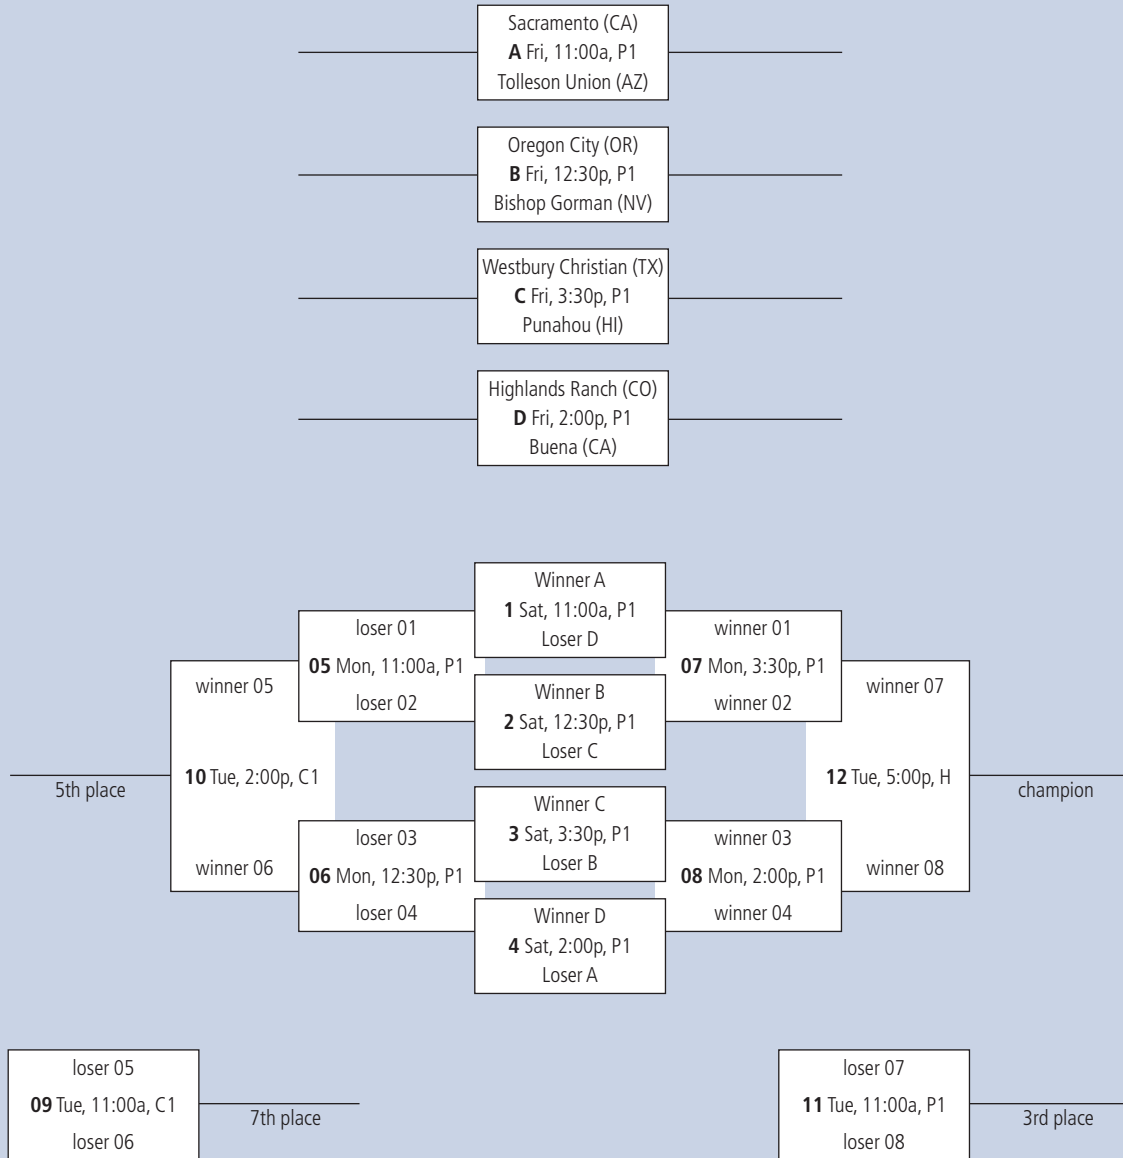 Sacramento (CA)
A Fri, 11:00a, P1
Tolleson Union (AZ)
Oregon City (OR)
B Fri, 12:30p, P1
Bishop Gorman (NV)
Westbury Christian (TX)
C Fri, 3:30p, P1
Punahou (HI)
Highlands Ranch (CO)
D Fri, 2:00p, P1
Buena (CA)
Winner A
1 Sat, 11:00a, P1
Loser D
loser 01
05 Mon, 11:00a, P1
loser 02
winner 01
07 Mon, 3:30p, P1
winner 02
Winner B
2 Sat, 12:30p, P1
Loser C
winner 05
10 Tue, 2:00p, C1
winner 06
5th place
winner 07
12 Tue, 5:00p, H
winner 08
champion
Winner C
3 Sat, 3:30p, P1
Loser B
loser 03
06 Mon, 12:30p, P1
loser 04
winner 03
08 Mon, 2:00p, P1
winner 04
Winner D
4 Sat, 2:00p, P1
Loser A
loser 05
09 Tue, 11:00a, C1
loser 06
7th place
loser 07
11 Tue, 11:00a, P1
loser 08
3rd place